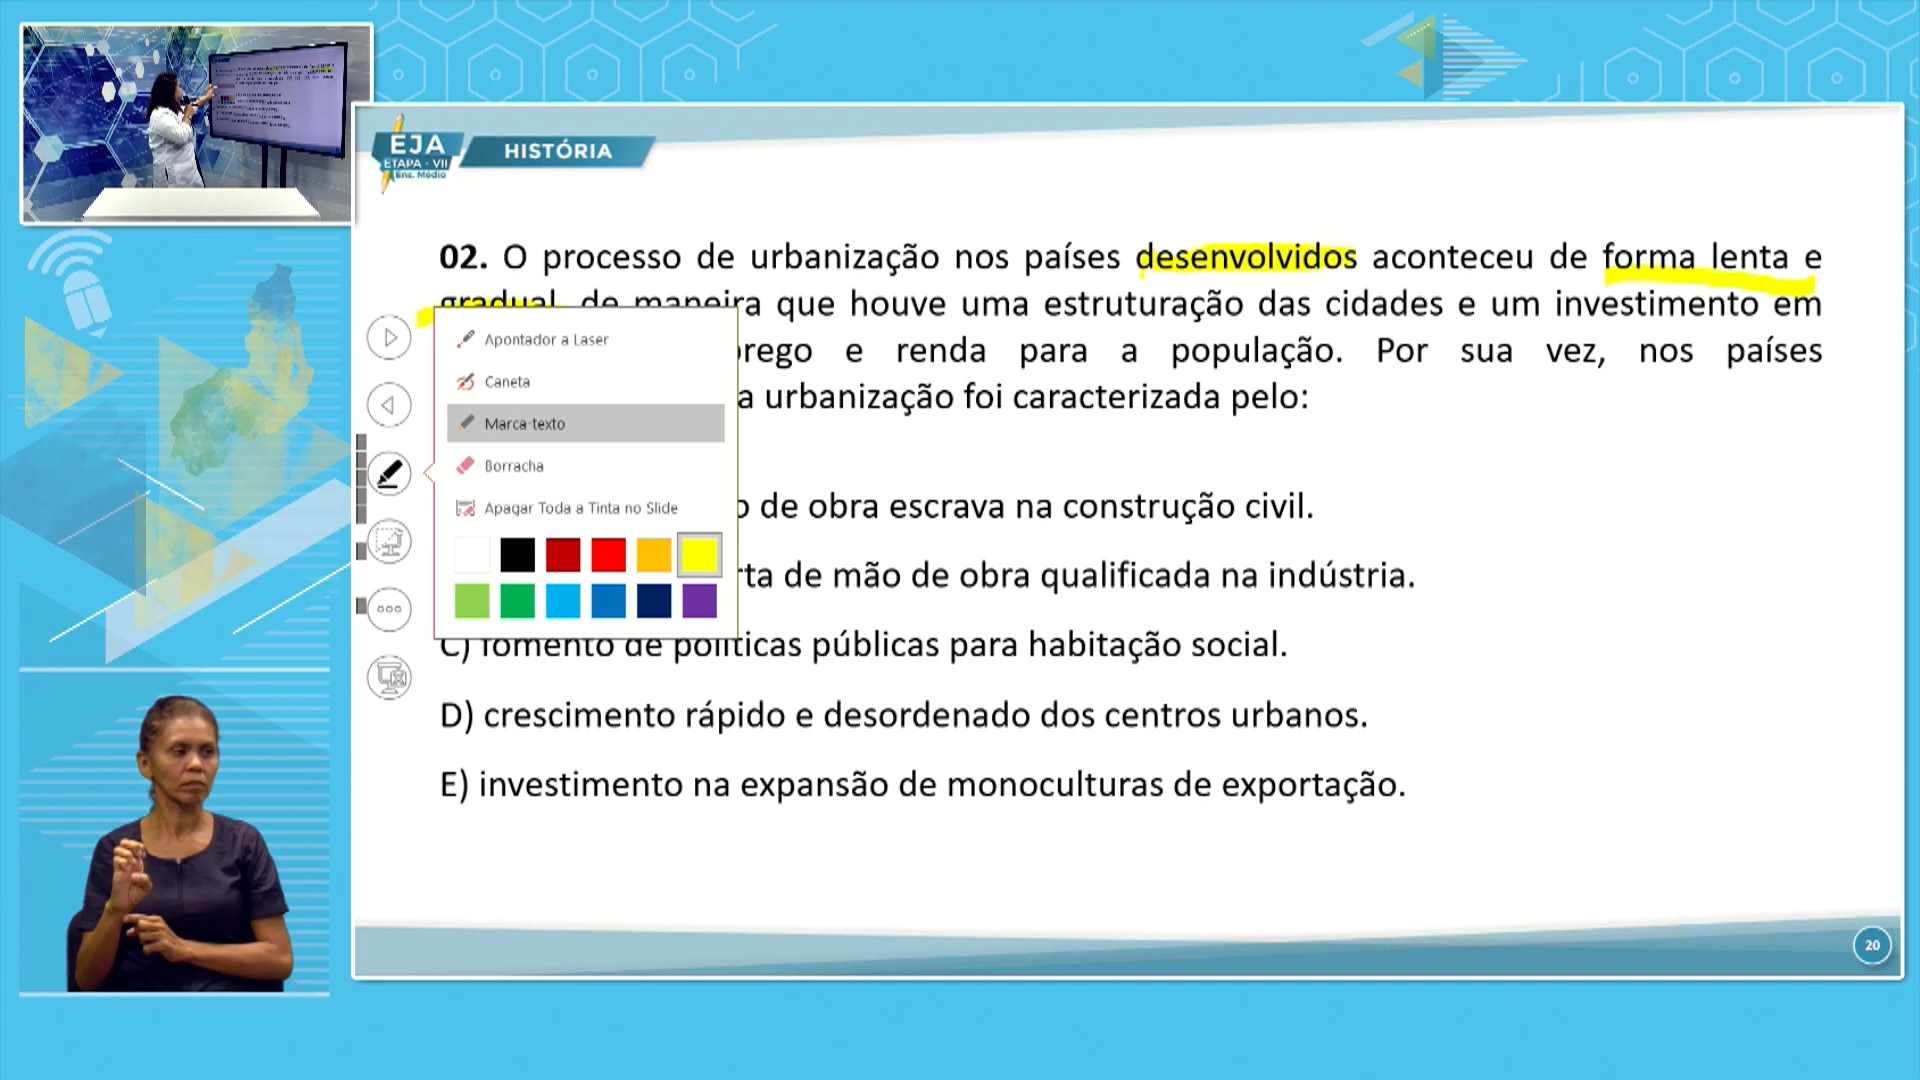 EJA
ETAPA - VII
Ens. Médio
HISTÓRIA
02. O processo de urbanização nos países desenvolvidos aconteceu de forma lenta e
gradual, de maneira que houve uma estruturação das cidades e um investimento em
e renda para a população. Por sua vez, nos países
a urbanização foi caracterizada pelo:
de obra escrava na construção civil.
de mão de obra qualificada na indústria.
C) fomento de políticas públicas para habitação social.
D) crescimento rápido e desordenado dos centros urbanos.
E) investimento na expansão de monoculturas de exportação.
Apontador a Laser
Caneta
Marca-texto
Borracha
Apagar Toda a Tinta no Slide
20